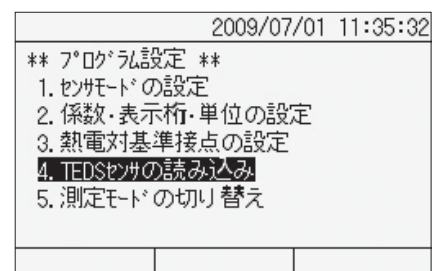 2009/07/01 11:35:32
** ﾌﾟﾛｸﾞﾗﾑ設定 **
1. ｾﾝｻﾓｰﾄﾞの設定
2. 係数･表示桁･単位の設定
3. 熱電対基準接点の設定
4. TEDSｾﾝｻの読み込み
5. 測定ﾓｰﾄﾞの切り替え